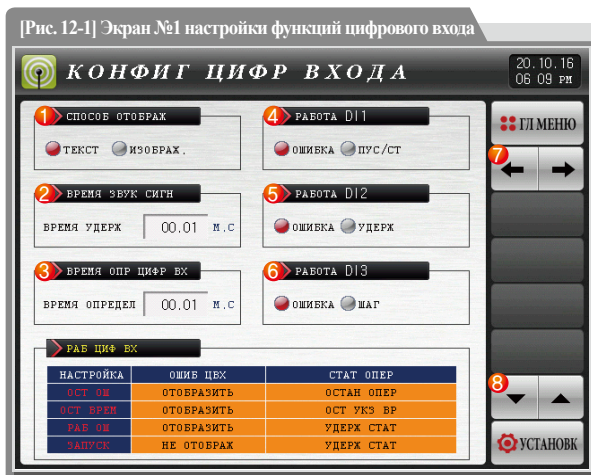 [Рис. 12-1] Экран №1 настройки функций цифрового входа
КОНФИГ ЦИФР ВХОДА
20.10.16
06 09 PM
1 СПОСОБ ОТОБРАЖ
ТЕКСТ ИЗОБРАЖ.
4 РАБОТА DI1
ОШИБКА ПУС/СТ
ГЛ МЕНЮ
7
2 ВРЕМЯ ЗВУК СИГН
ВРЕМЯ УДЕРЖ 00.01 М.С
5 РАБОТА DI2
ОШИБКА УДЕРЖ
3 ВРЕМЯ ОПР ЦИФР ВХ
ВРЕМЯ ОПРЕДЕЛ 00.01 М.С
6 РАБОТА DI3
ОШИБКА ШАГ
РАБ ЦИФ ВХ
НАСТРОЙКА ОШИБ ЦВХ СТАТ ОПЕР
ОСТ ОШ ОТОБРАЗИТЬ ОСТАН ОПЕР
ОСТ ВРЕМ ОТОБРАЗИТЬ ОСТ УКЗ ВР
РАБ ОШ ОТОБРАЗИТЬ УДЕРЖ СТАТ
ЗАПУСК НЕ ОТОБРАЖ УДЕРЖ СТАТ
8
УСТАНОВК